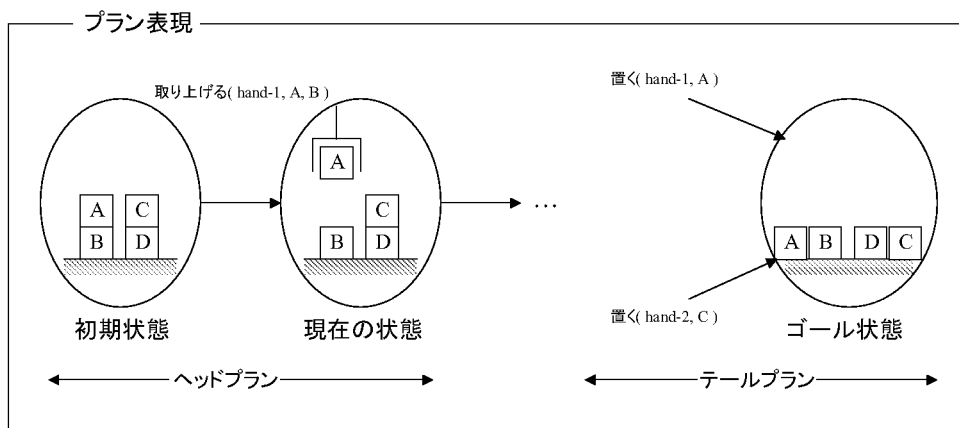 プラン表現
取り上げる( hand-1, A, B )
置く( hand-1, A )
A
A C
C
B D
B D
A B D C
…
置く( hand-2, C )
初期状態
現在の状態
ゴール状態
ヘッドプラン
テールプラン